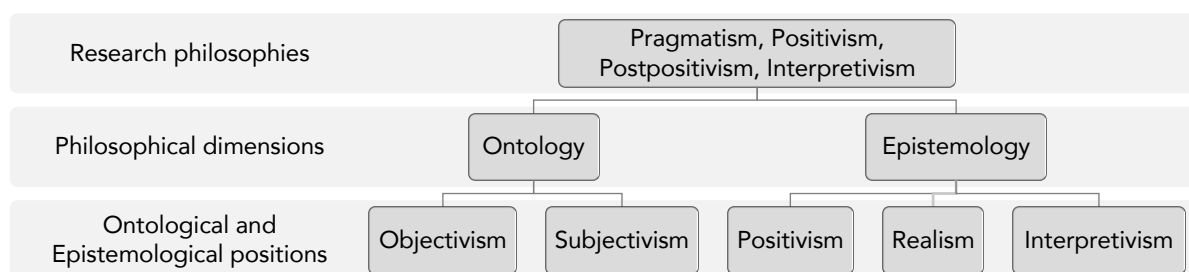 Research philosophies
Pragmatism, Positivism,
Postpositivism, Interpretivism
Philosophical dimensions
Ontology
Epistemology
Ontological and
Epistemological positions
Objectivism
Subjectivism
Positivism
Realism
Interpretivism